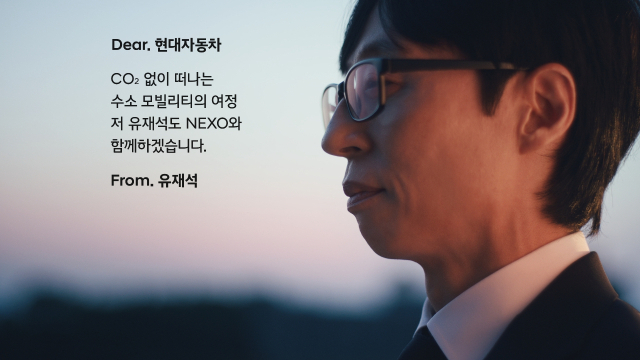 Dear. 현대자동차
CO₂ 없이 떠나는
수소 모빌리티의 여정
저 유재석도 NEXO와
함께하겠습니다.
From. 유재석